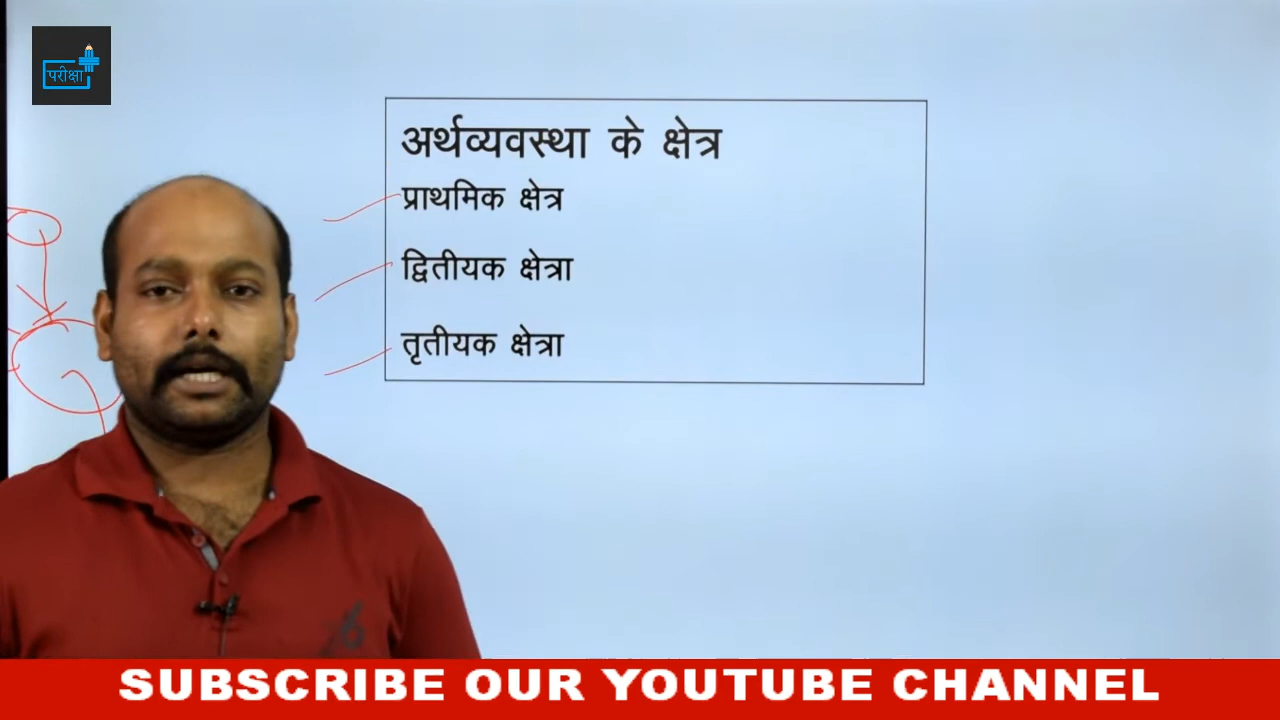 परीक्षा
अर्थव्यवस्था के क्षेत्र
प्राथमिक क्षेत्र
द्वितीयक क्षेत्रा
तृतीयक क्षेत्रा
SUBSCRIBE OUR YOUTUBE CHANNEL